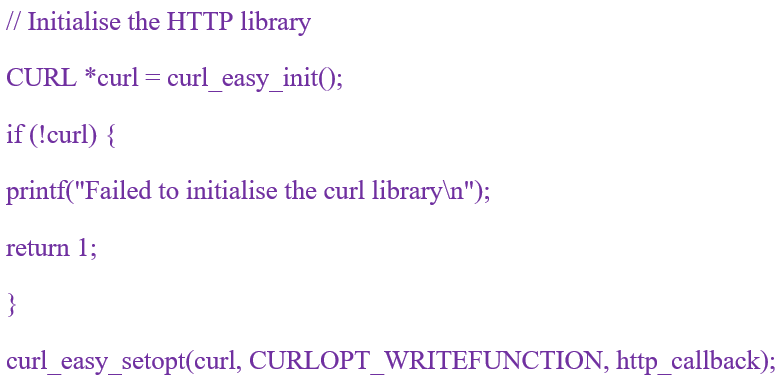 // Initialise the HTTP library
CURL *curl = curl_easy_init();
if (!curl) {
printf("Failed to initialise the curl library\n");
return 1;
}
curl_easy_setopt(curl, CURLOPT_WRITEFUNCTION, http_callback);